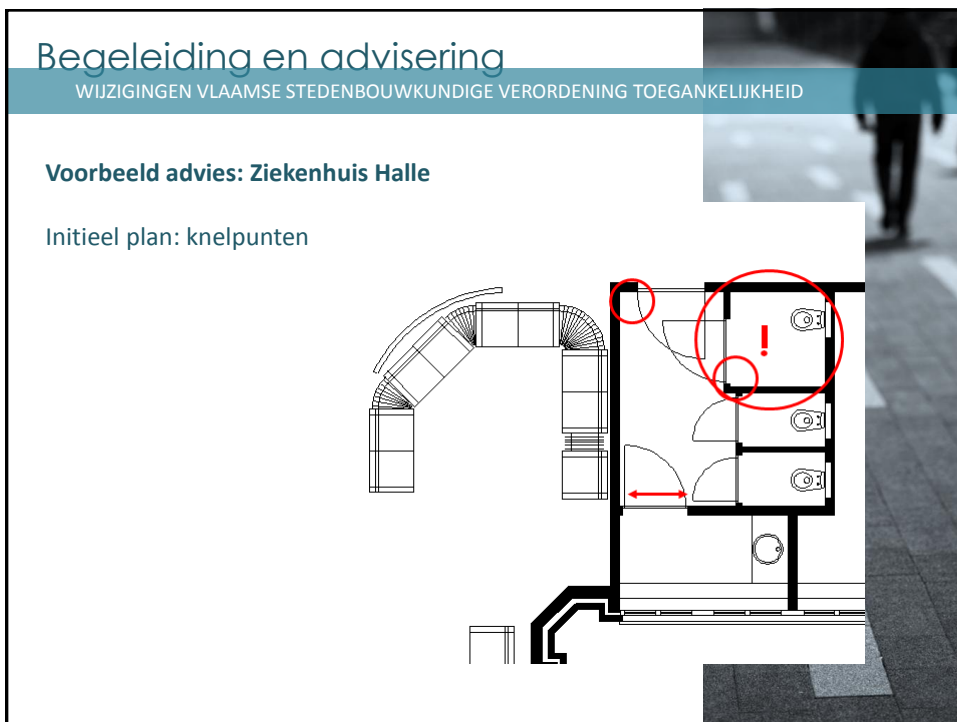 Begeleiding en advisering
WIJZIGINGEN VLAAMSE STEDENBOUWKUNDIGE VERORDENING TOEGANKELIJKHEID
Voorbeeld advies: Ziekenhuis Halle
Initieel plan: knelpunten
!